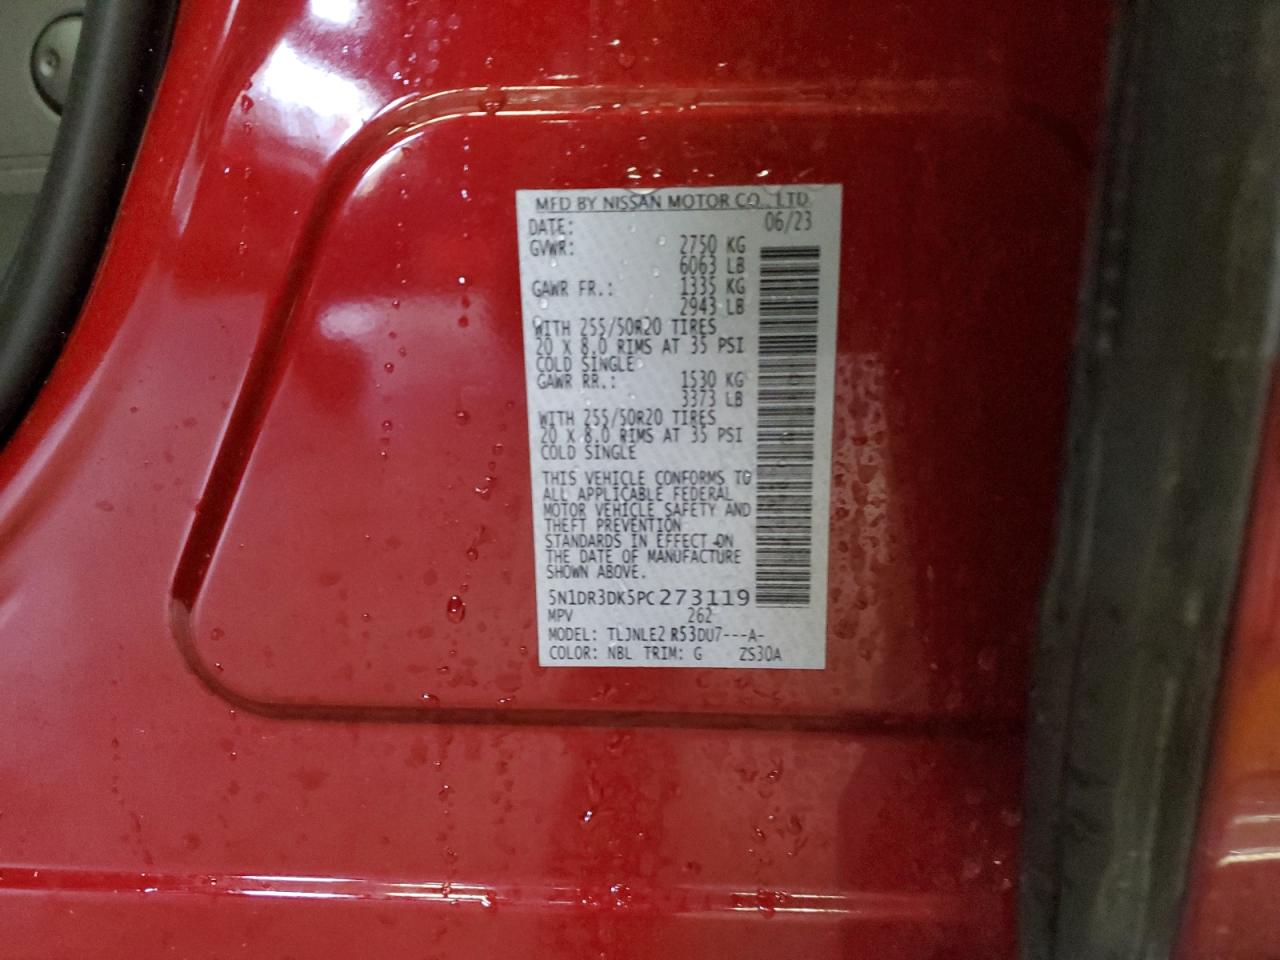 MFD BY NISSAN MOTOR CO., LTD
DATE: 06/23
GVWR: 2750 KG
6063 LB
GAWR FR.: 1335 KG
2943 LB
WITH 255/50R20 TIRES
20 X 8.0 RIMS AT 35 PSI
COLD SINGLE
GAWR RR.: 1530 KG
3373 LB
WITH 255/50R20 TIRES
20 X 8.0 RIMS AT 35 PSI
COLD SINGLE
THIS VEHICLE CONFORMS TO
ALL APPLICABLE FEDERAL
MOTOR VEHICLE SAFETY AND
THEFT PREVENTION
STANDARDS IN EFFECT ON
THE DATE OF MANUFACTURE
SHOWN ABOVE.
5N1DR3DK5PC273119
MPV 262
MODEL: TLJNLE2 R53DU7---A-
COLOR: NBL TRIM: G ZS30A